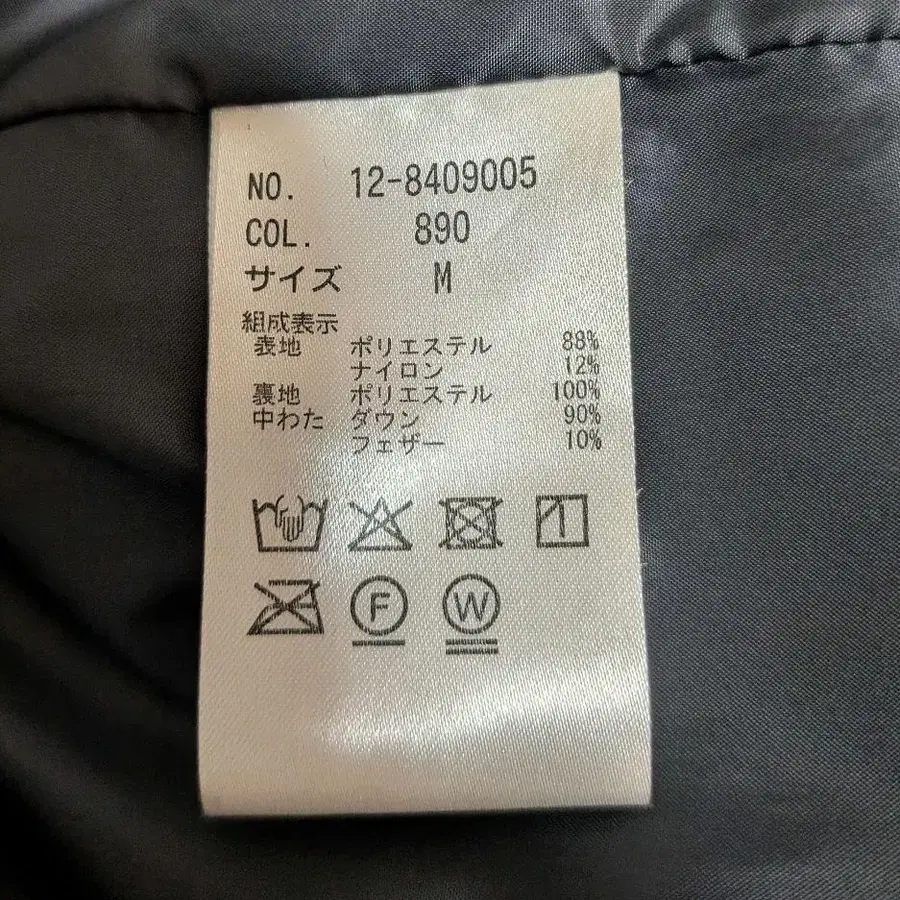 NO. 12-8409005
COL. 890
サイズ M
組成表示
表地 ポリエステル 88%
ナイロン 12%
裏地 ポリエステル 100%
中わた ダウン 90%
フェザー 10%
F W